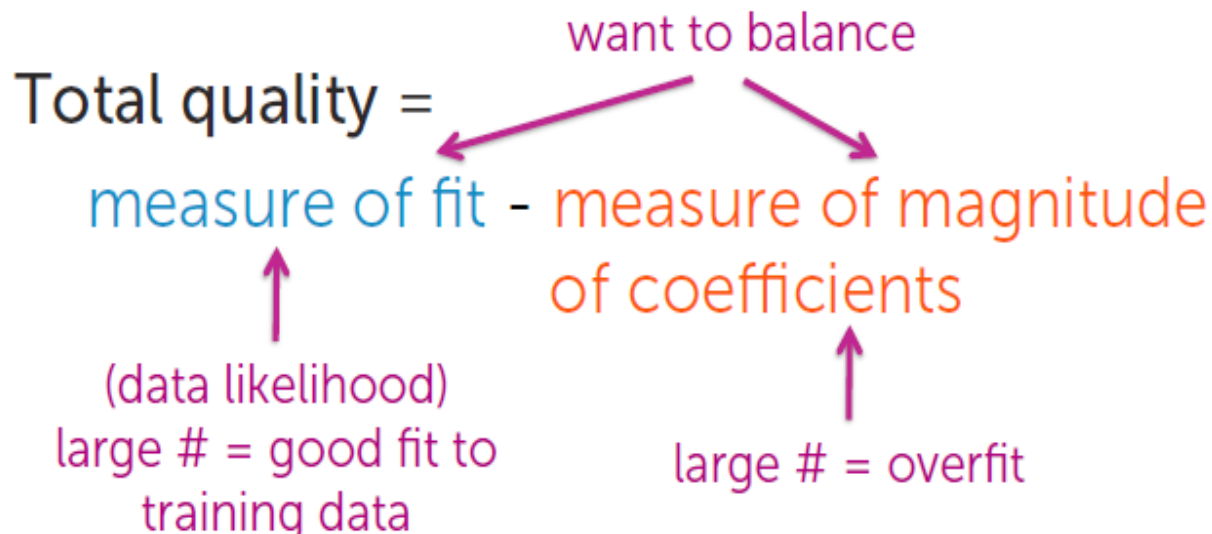 want to balance
Total quality =
measure of fit - measure of magnitude
of coefficients
(data likelihood)
large # = good fit to
training data
large # = overfit